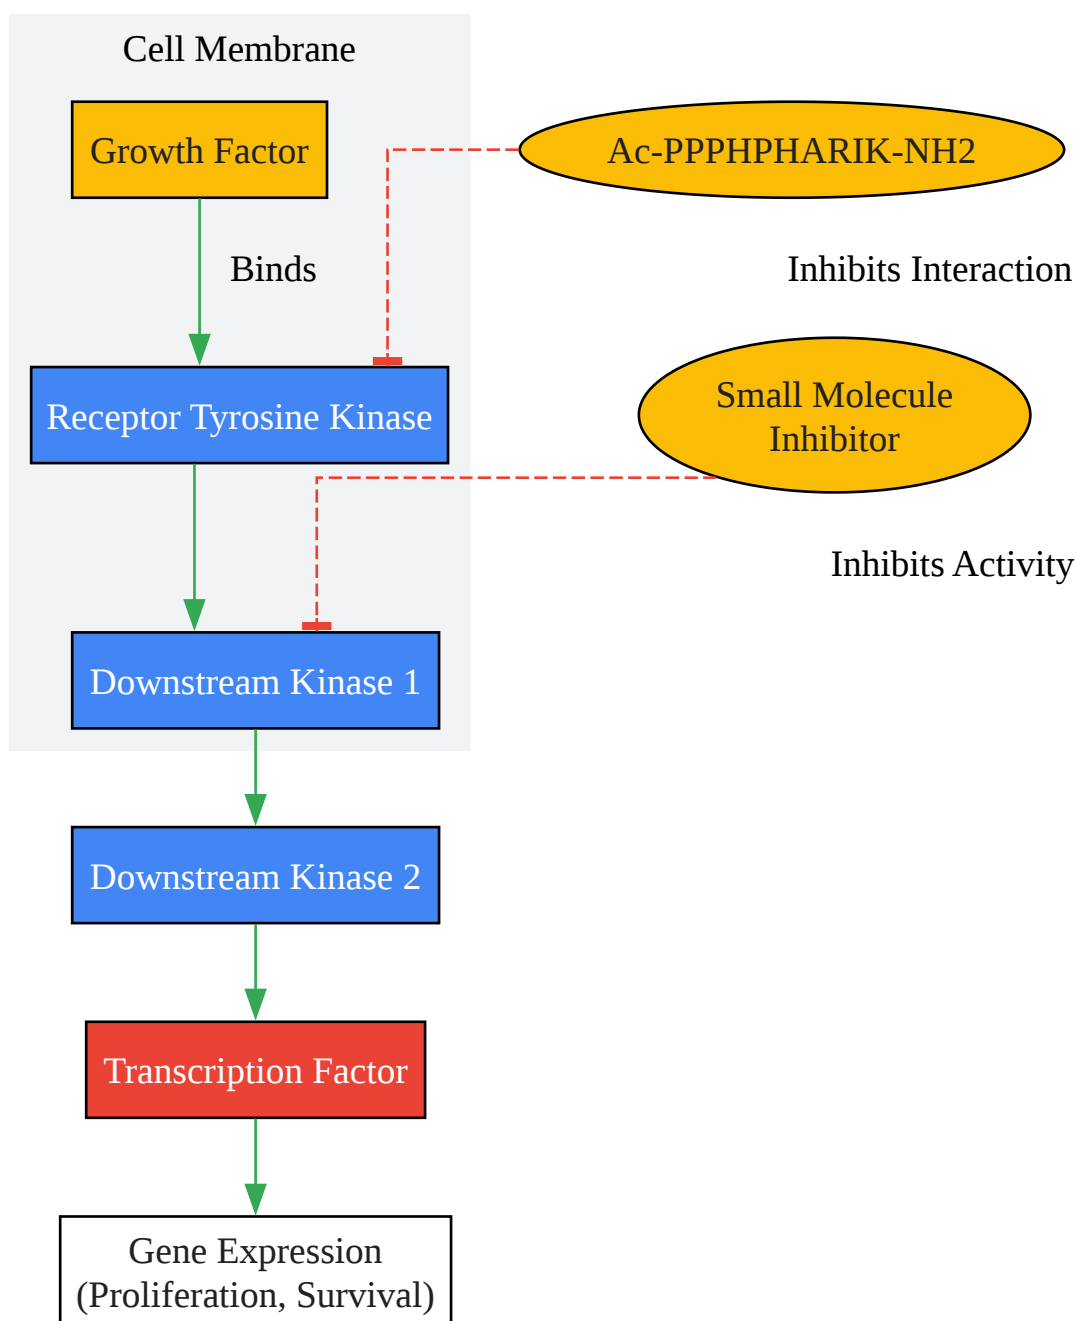 Cell Membrane
Growth Factor
Ac-PPPHPHARIK-NH2
Binds
Inhibits Interaction
Receptor Tyrosine Kinase
Small Molecule
Inhibitor
Inhibits Activity
Downstream Kinase 1
Downstream Kinase 2
Transcription Factor
Gene Expression
(Proliferation, Survival)